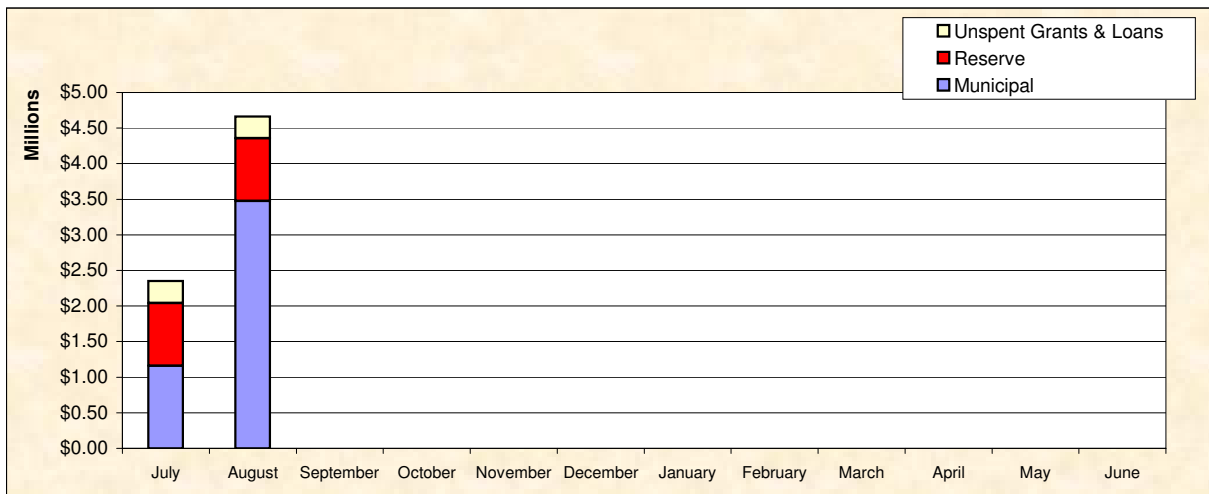 Unspent Grants & Loans
Reserve
Municipal
Millions
$5.00
$4.50
$4.00
$3.50
$3.00
$2.50
$2.00
$1.50
$1.00
$0.50
$0.00
July August September October November December January February March April May June